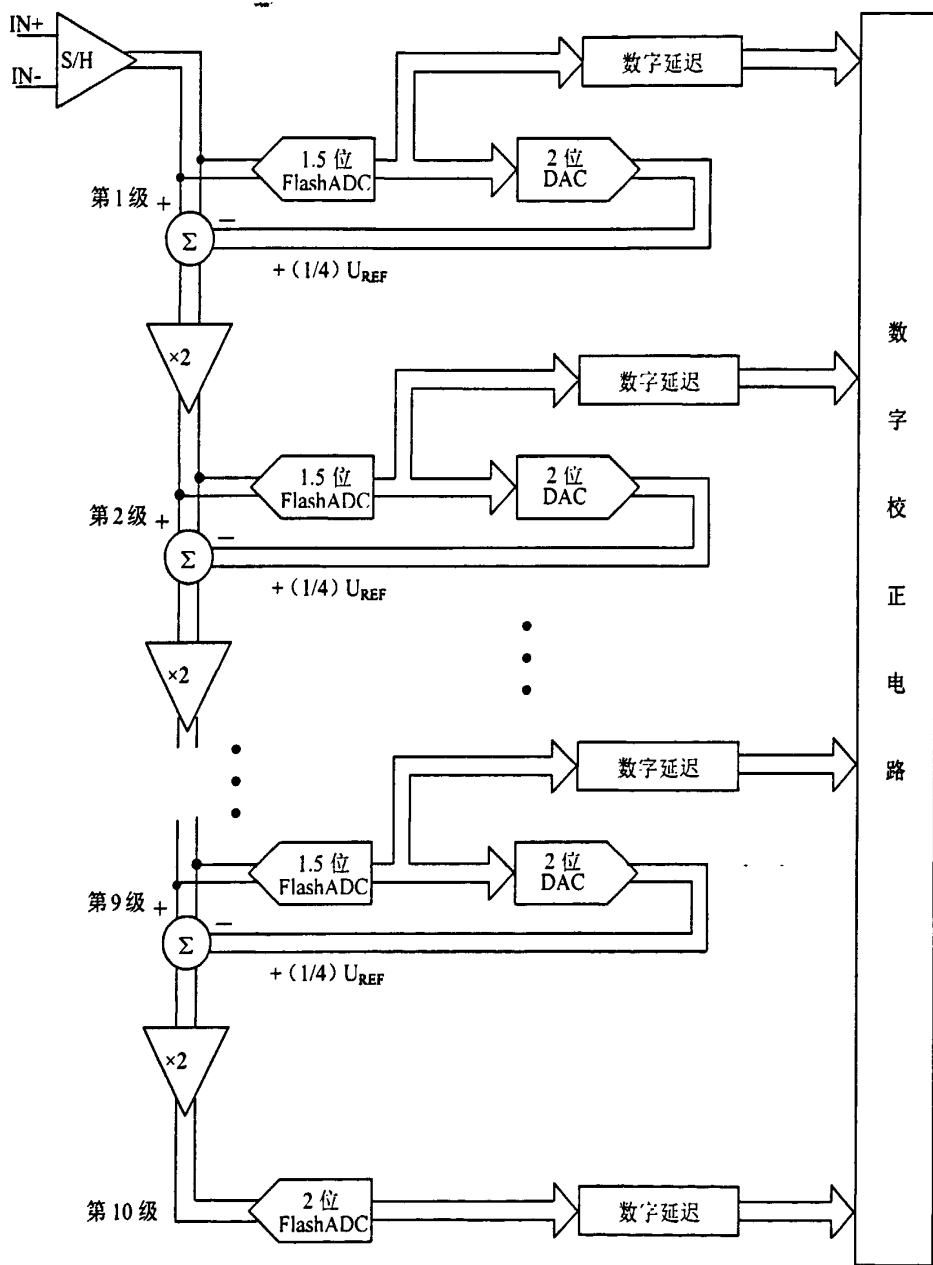 IN+
S/H
IN-
数字延迟
1.5 位
FlashADC
2 位
DAC
第1级 +
−
Σ
+ (1/4) U_REF
×2
数字延迟
1.5 位
FlashADC
2 位
DAC
第2级 +
−
Σ
+ (1/4) U_REF
×2
数字延迟
1.5 位
FlashADC
2 位
DAC
第9级 +
−
Σ
+ (1/4) U_REF
×2
第10级
2 位
FlashADC
数字延迟
数
字
校
正
电
路